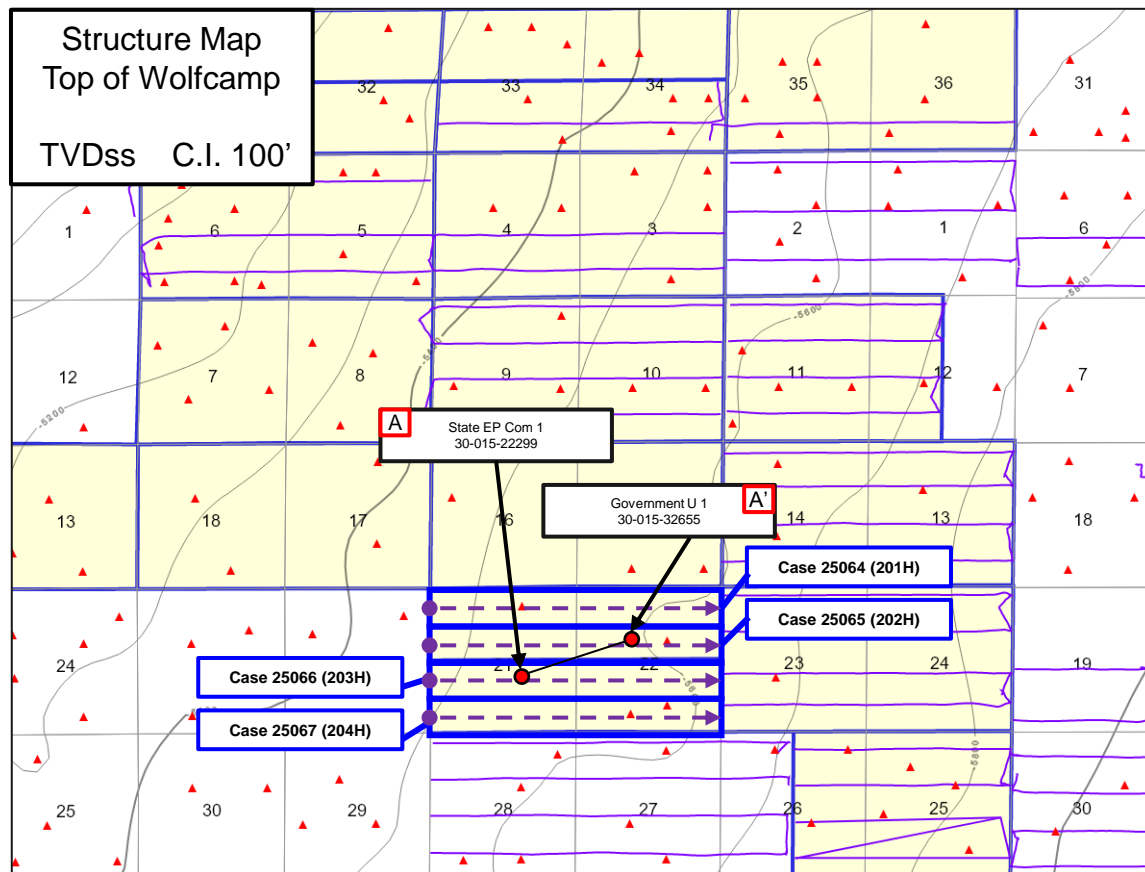 Structure Map
Top of Wolfcamp
TVDss C.I. 100'
32 33 34 35 36 31
1 6 5 4 3 2 1 6
-5600
-5800
12 7 8 9 10 11 12 7
-5200
-5400
A
State EP Com 1
30-015-22299
Government U 1
30-015-32655
A'
13 18 17 16 14 13 18
Case 25064 (201H)
Case 25065 (202H)
24 21 22 23 24 19
Case 25066 (203H)
Case 25067 (204H)
-5800
25 30 29 28 27 26 25 30